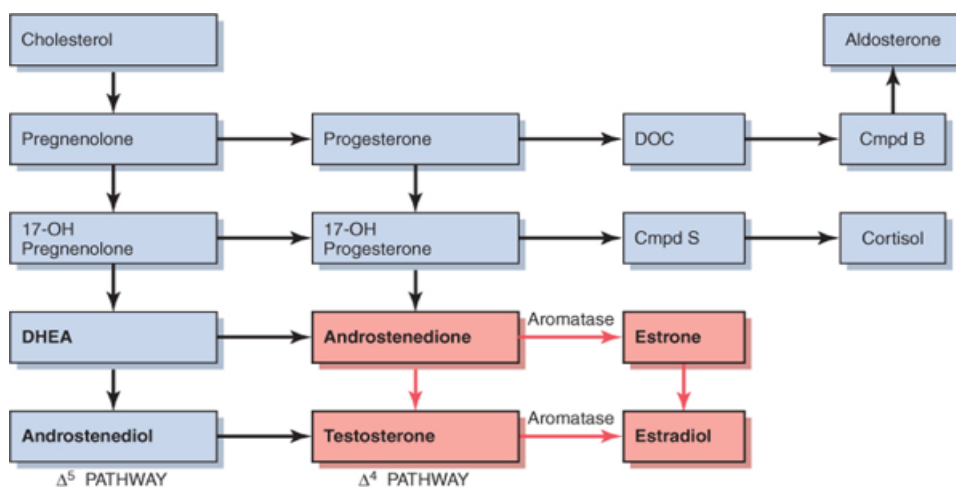 Cholesterol
Aldosterone
Pregnenolone
Progesterone
DOC
Cmpd B
17-OH
Pregnenolone
17-OH
Progesterone
Cmpd S
Cortisol
DHEA
Androstenedione
Aromatase
Estrone
Androstenediol
Testosterone
Aromatase
Estradiol
Δ⁵ PATHWAY
Δ⁴ PATHWAY